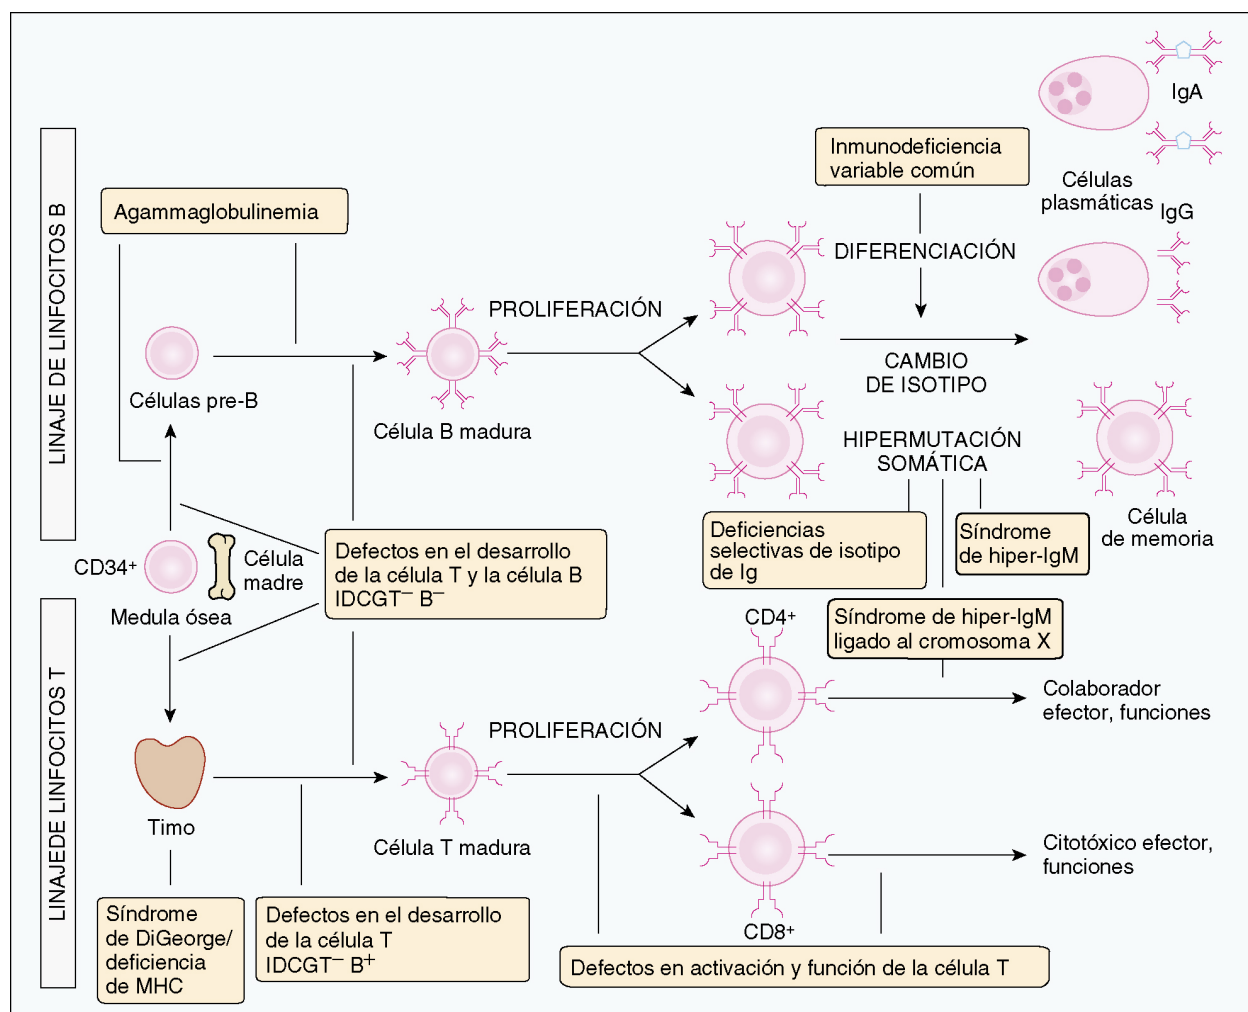 LINAJE DE LINFOCITOS B
Agammaglobulinemia
Células pre-B
PROLIFERACIÓN
Célula B madura
Inmunodeficiencia
variable común
DIFERENCIACIÓN
CAMBIO
DE ISOTIPO
HIPERMUTACIÓN
SOMÁTICA
IgA
Células
plasmáticas
IgG
Célula
de memoria
Deficiencias
selectivas de isotipo
de Ig
Síndrome
de hiper-IgM
CD34+
Célula
madre
Medula ósea
Defectos en el desarrollo
de la célula T y la célula B
IDCGT– B–
LINAJEDE LINFOCITOS T
Timo
PROLIFERACIÓN
Célula T madura
CD4+
Síndrome de hiper-IgM
ligado al cromosoma X
Colaborador
efector, funciones
Citotóxico efector,
funciones
CD8+
Síndrome
de DiGeorge/
deficiencia
de MHC
Defectos en el desarrollo
de la célula T
IDCGT– B+
Defectos en activación y función de la célula T